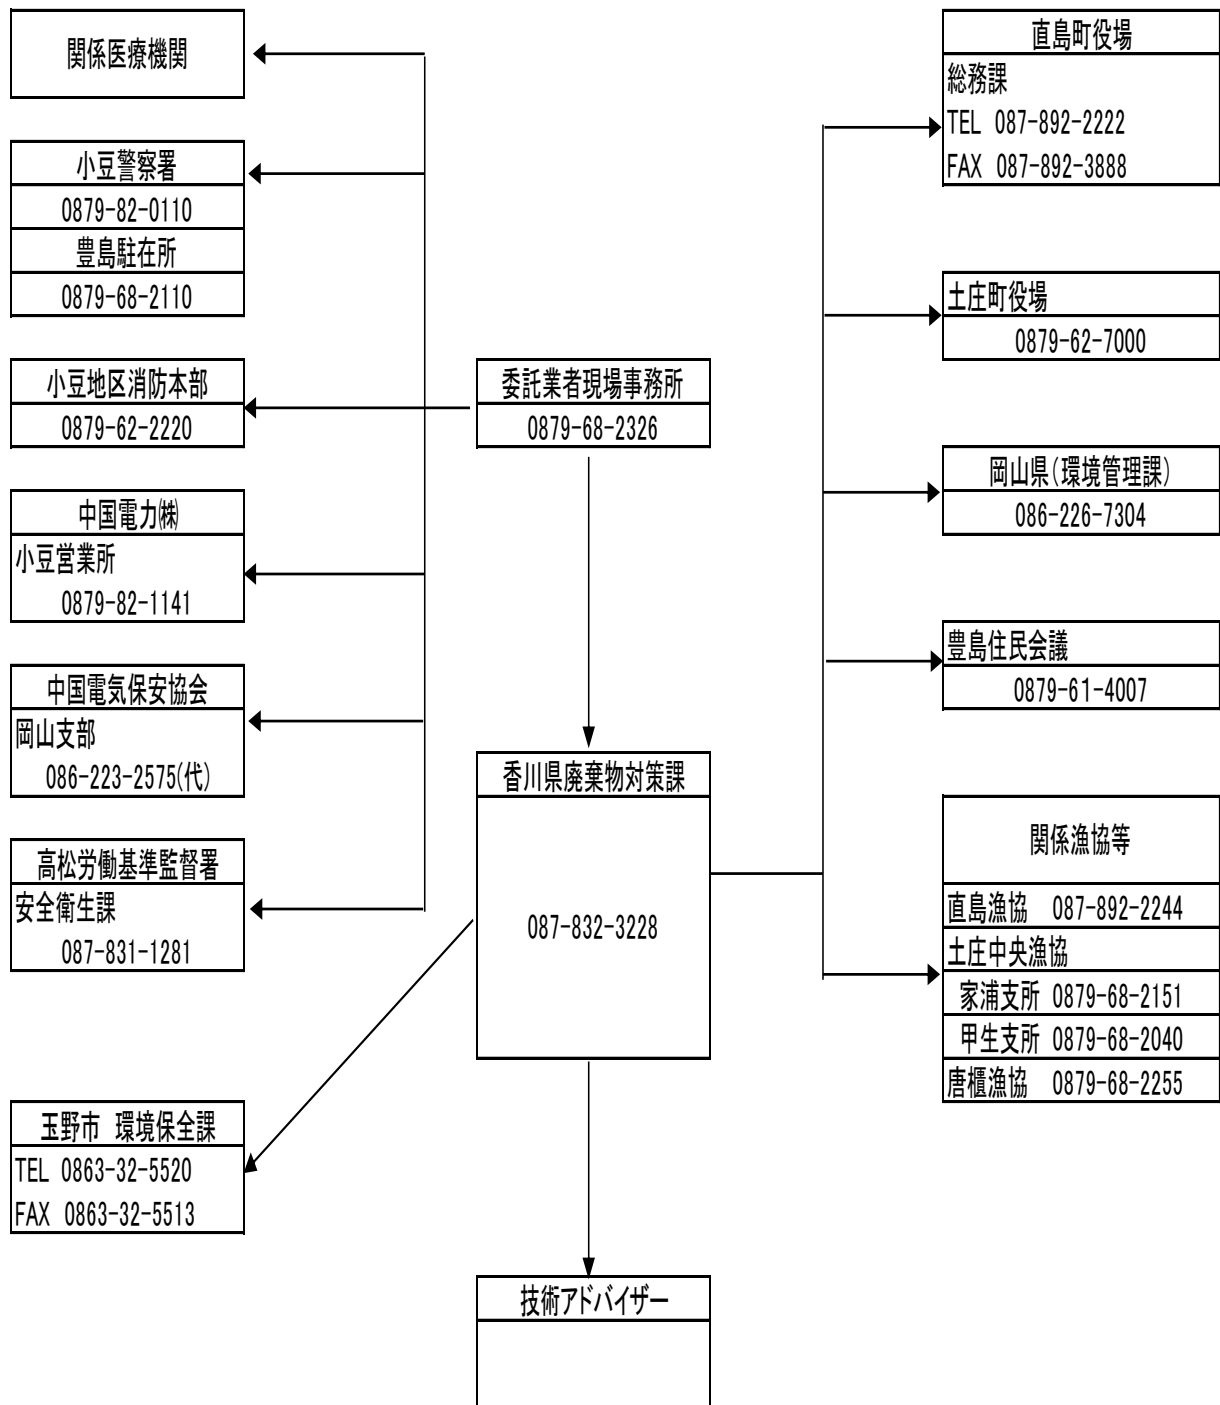 関係医療機関
小豆警察署
0879-82-0110
豊島駐在所
0879-68-2110
小豆地区消防本部
0879-62-2220
中国電力㈱
小豆営業所
0879-82-1141
中国電気保安協会
岡山支部
086-223-2575(代)
高松労働基準監督署
安全衛生課
087-831-1281
玉野市 環境保全課
TEL 0863-32-5520
FAX 0863-32-5513
委託業者現場事務所
0879-68-2326
香川県廃棄物対策課
087-832-3228
技術アドバイザー
直島町役場
総務課
TEL 087-892-2222
FAX 087-892-3888
土庄町役場
0879-62-7000
岡山県(環境管理課)
086-226-7304
豊島住民会議
0879-61-4007
関係漁協等
直島漁協 087-892-2244
土庄中央漁協
家浦支所 0879-68-2151
甲生支所 0879-68-2040
唐櫃漁協 0879-68-2255